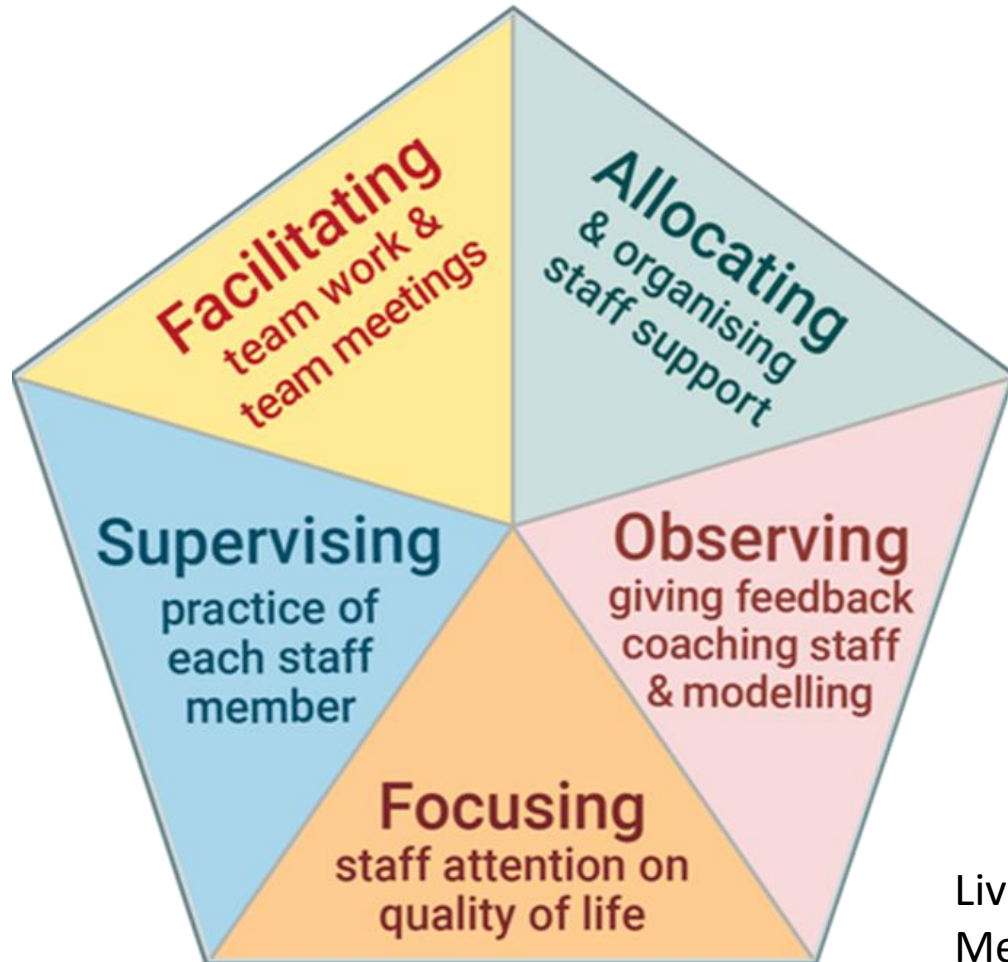 Facilitating
team work &
team meetings
Allocating
& organising
staff support
Supervising
practice of
each staff
member
Observing
giving feedback
coaching staff
& modelling
Focusing
staff attention on
quality of life